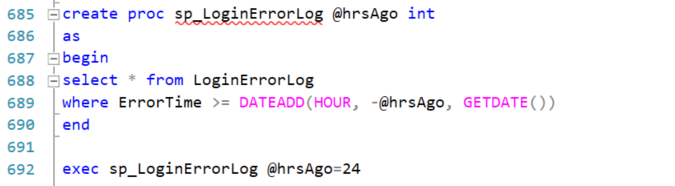 685 create proc sp_LoginErrorLog @hrsAgo int
686 as
687 begin
688 select * from LoginErrorLog
689 where ErrorTime >= DATEADD(HOUR, -@hrsAgo, GETDATE())
690 end
691
692 exec sp_LoginErrorLog @hrsAgo=24